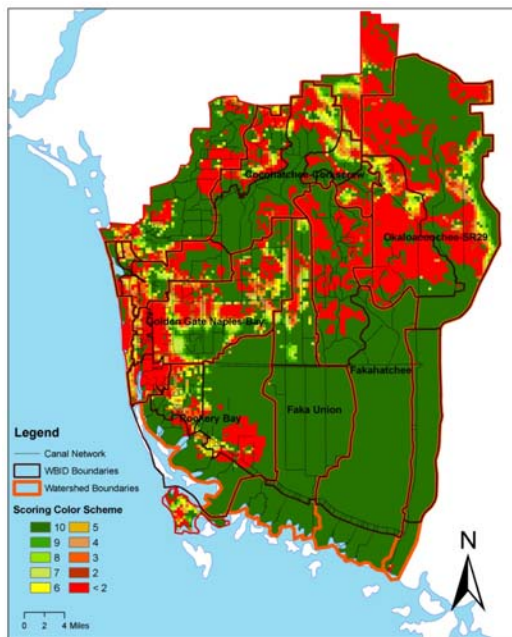 Cocohatchee-Corkscrew
Okaloacoochee-SR29
Golden Gate Naples-Bay
Fakahatchee
Faka Union
Rookery Bay
Legend
Canal Network
WBID Boundaries
Watershed Boundaries
Scoring Color Scheme
10 5
9 4
8 3
7 2
6 < 2
0 2 4 Miles
N